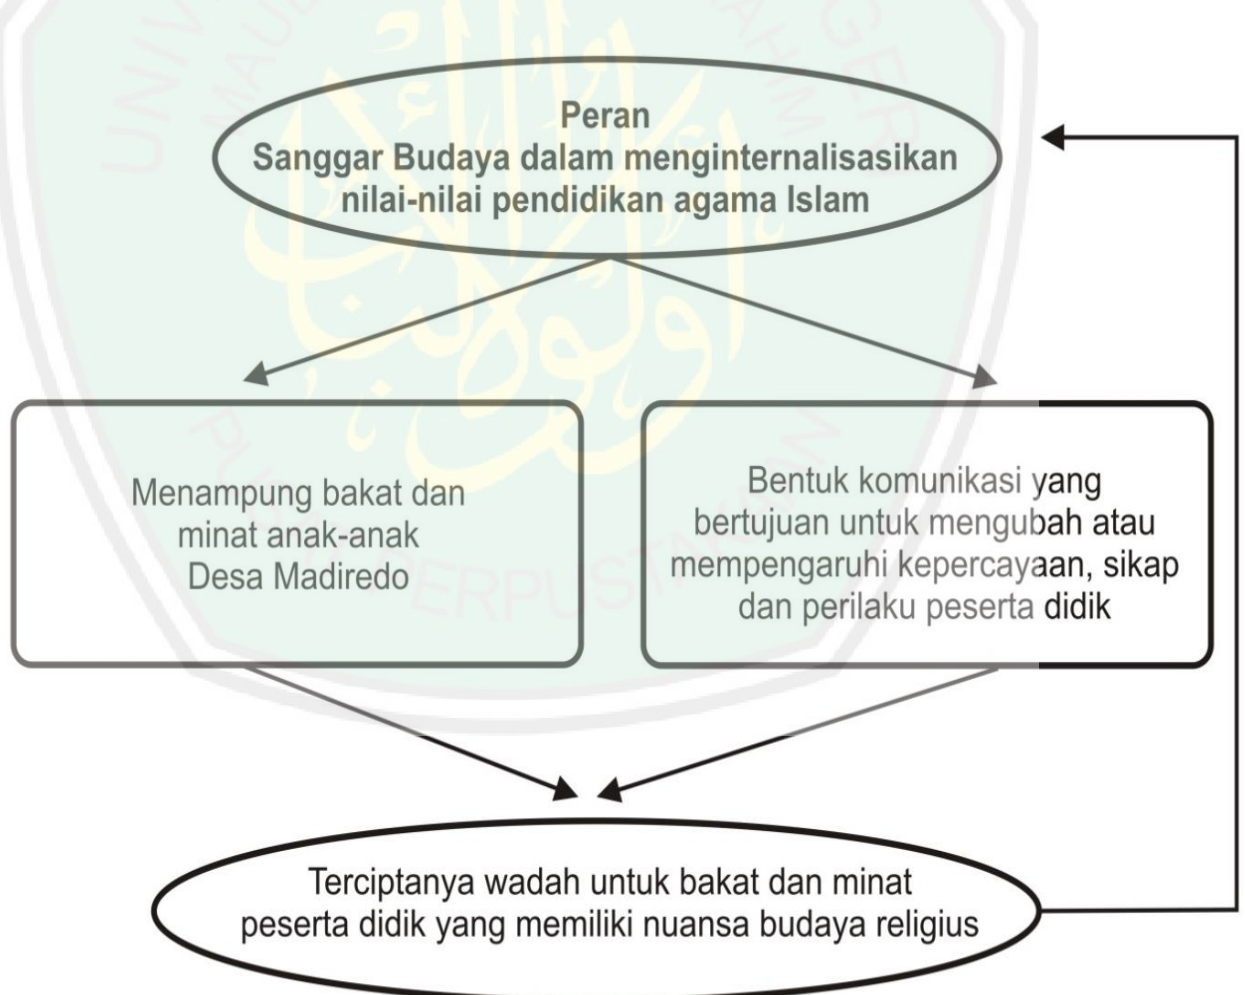 Peran
Sanggar Budaya dalam menginternalisasikan
nilai-nilai pendidikan agama Islam
Menampung bakat dan
minat anak-anak
Desa Madiredo
Bentuk komunikasi yang
bertujuan untuk mengubah atau
mempengaruhi kepercayaan, sikap
dan perilaku peserta didik
Terciptanya wadah untuk bakat dan minat
peserta didik yang memiliki nuansa budaya religius